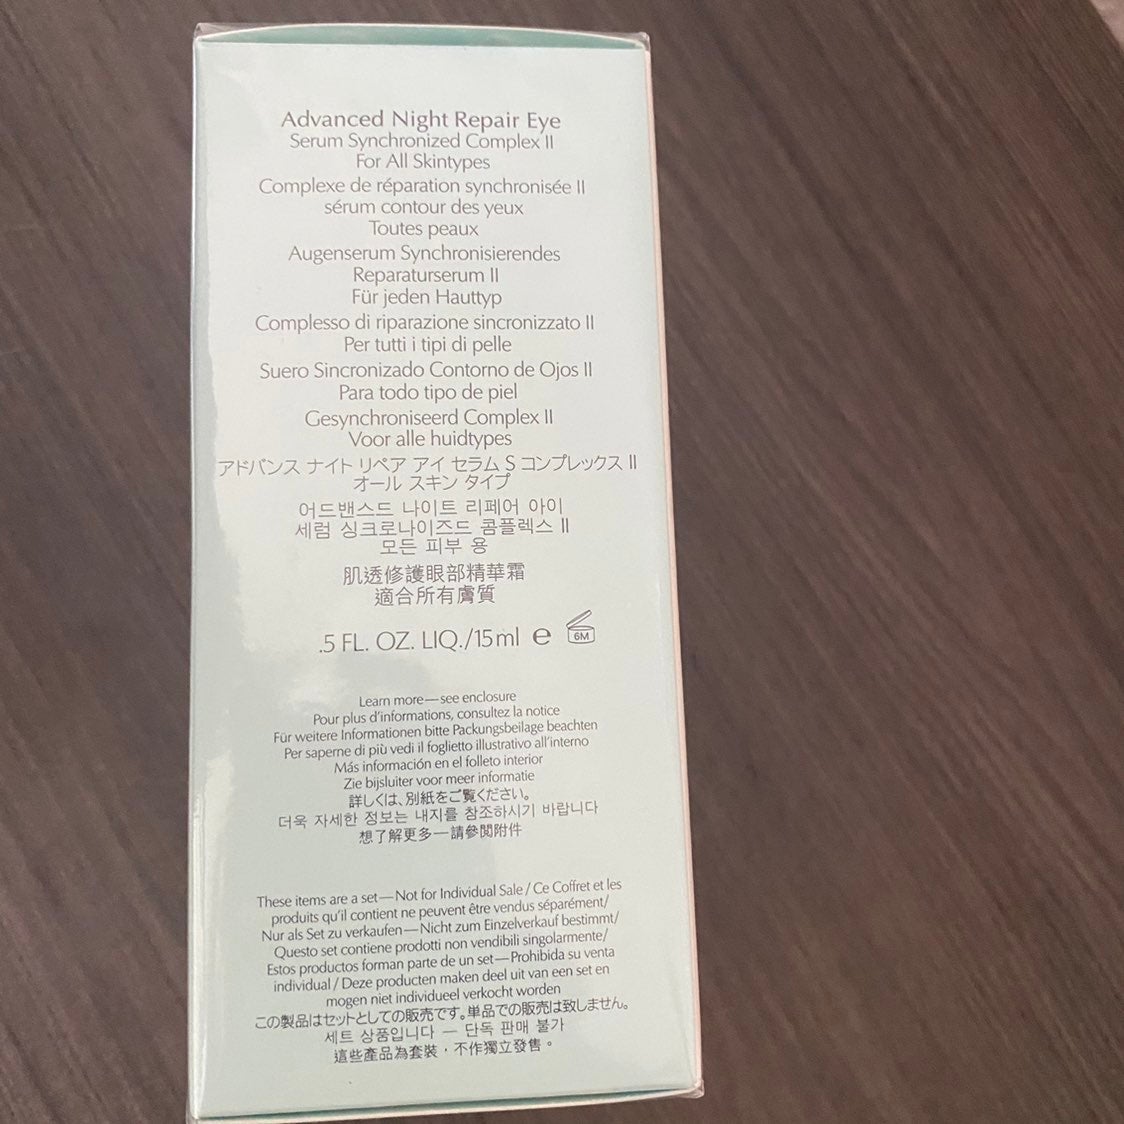 Advanced Night Repair Eye
Serum Synchronized Complex II
For All Skintypes
Complexe de réparation synchronisée II
sérum contour des yeux
Toutes peaux
Augenserum Synchronisierendes
Reparaturserum II
Für jeden Hauttyp
Complesso di riparazione sincronizzato II
Per tutti i tipi di pelle
Suero Sincronizado Contorno de Ojos II
Para todo tipo de piel
Gesynchroniseerd Complex II
Voor alle huidtypes
アドバンス ナイト リペア アイ セラム S コンプレックス II
オール スキン タイプ
어드밴스드 나이트 리페어 아이
세럼 싱크로나이즈드 콤플렉스 II
모든 피부 용
肌透修護眼部精華霜
適合所有膚質
.5 FL. OZ. LIQ./15ml e 6M
Learn more—see enclosure
Pour plus d'informations, consultez la notice
Für weitere Informationen bitte Packungsbeilage beachten
Per saperne di più vedi il foglietto illustrativo all'interno
Más información en el folleto interior
Zie bijsluiter voor meer informatie
詳しくは、別紙をご覧ください。
더욱 자세한 정보는 내지를 참조하시기 바랍니다
想了解更多—請參閱附件
These items are a set—Not for Individual Sale / Ce Coffret et les
produits qu'il contient ne peuvent être vendus séparément/
Nur als Set zu verkaufen—Nicht zum Einzelverkauf bestimmt/
Questo set contiene prodotti non vendibili singolarmente/
Estos productos forman parte de un set—Prohibida su venta
individual / Deze producten maken deel uit van een set en
mogen niet individueel verkocht worden
この製品はセットとしての販売です。単品での販売は致しません。
세트 상품입니다 — 단독 판매 불가
這些產品為套裝，不作獨立發售。